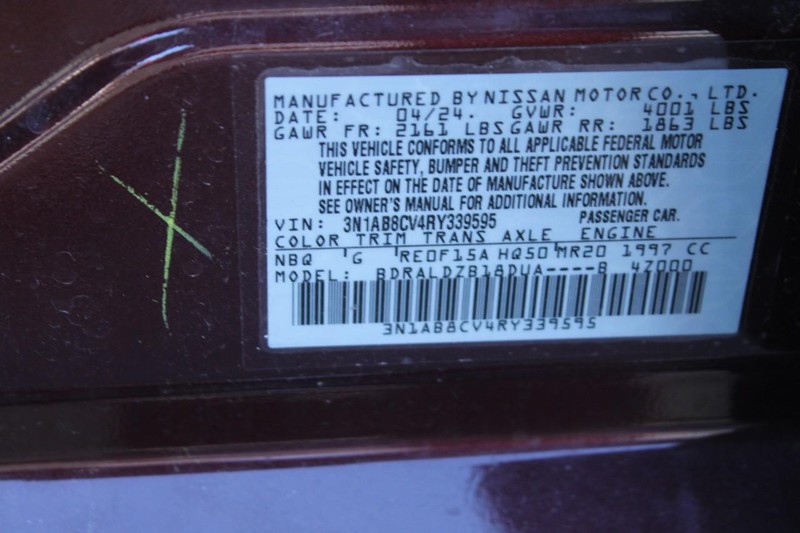 MANUFACTURED BY NISSAN MOTOR CO., LTD.
DATE: 04/24. GVWR: 4001 LBS
GAWR FR: 2161 LBS GAWR RR: 1863 LBS
THIS VEHICLE CONFORMS TO ALL APPLICABLE FEDERAL MOTOR
VEHICLE SAFETY, BUMPER AND THEFT PREVENTION STANDARDS
IN EFFECT ON THE DATE OF MANUFACTURE SHOWN ABOVE.
SEE OWNER'S MANUAL FOR ADDITIONAL INFORMATION.
VIN: 3N1AB8CV4RY339595 PASSENGER CAR.
COLOR TRIM TRANS AXLE ENGINE
NBQ G RE0F15A HQ50 MR20 1997 CC
MODEL: BDRALDZB18DUA----B 4Z000
3N1AB8CV4RY339595